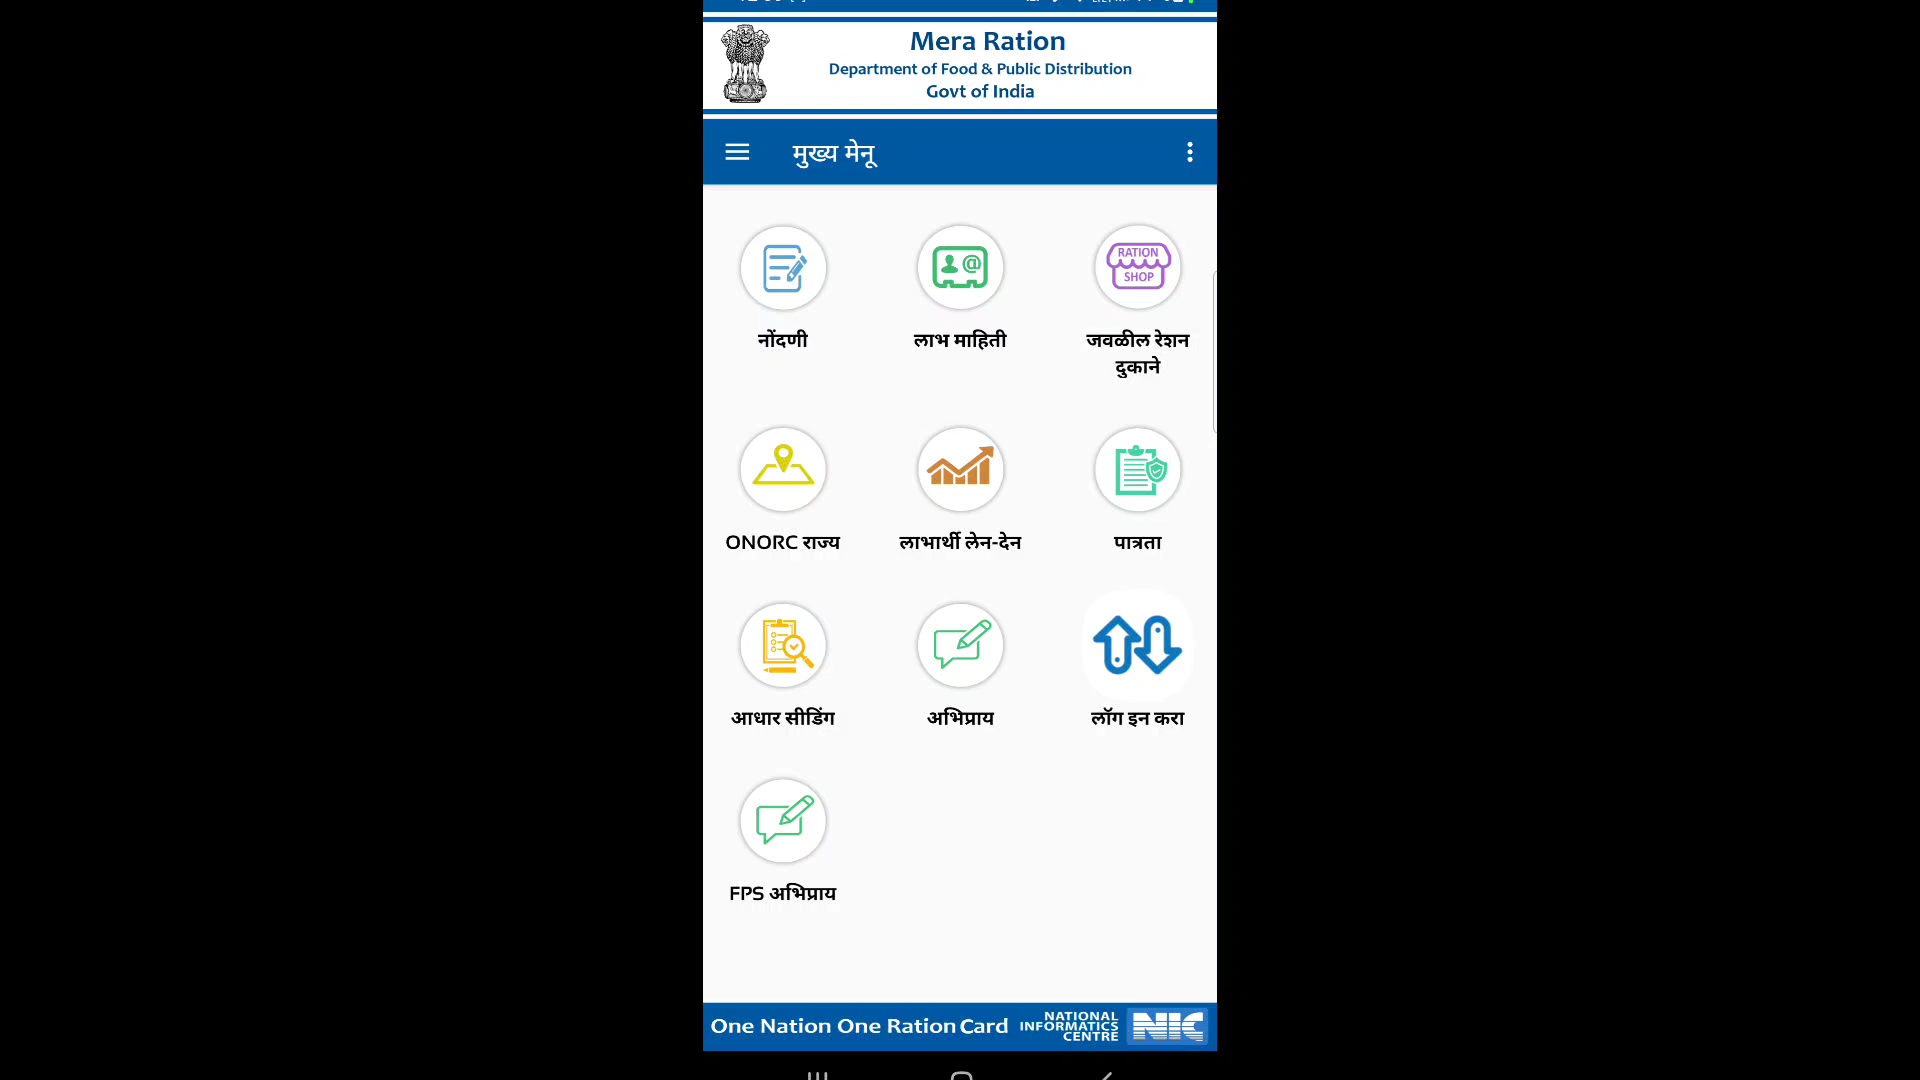 Mera Ration
Department of Food & Public Distribution
Govt of India
मुख्य मेनू
RATION
SHOP
नोंदणी
लाभ माहिती
जवळील रेशन
दुकाने
ONORC राज्य
लाभार्थी लेन-देन
पात्रता
आधार सीडिंग
अभिप्राय
लॉग इन करा
FPS अभिप्राय
One Nation One Ration Card
NATIONAL
INFORMATICS
CENTRE
NIC